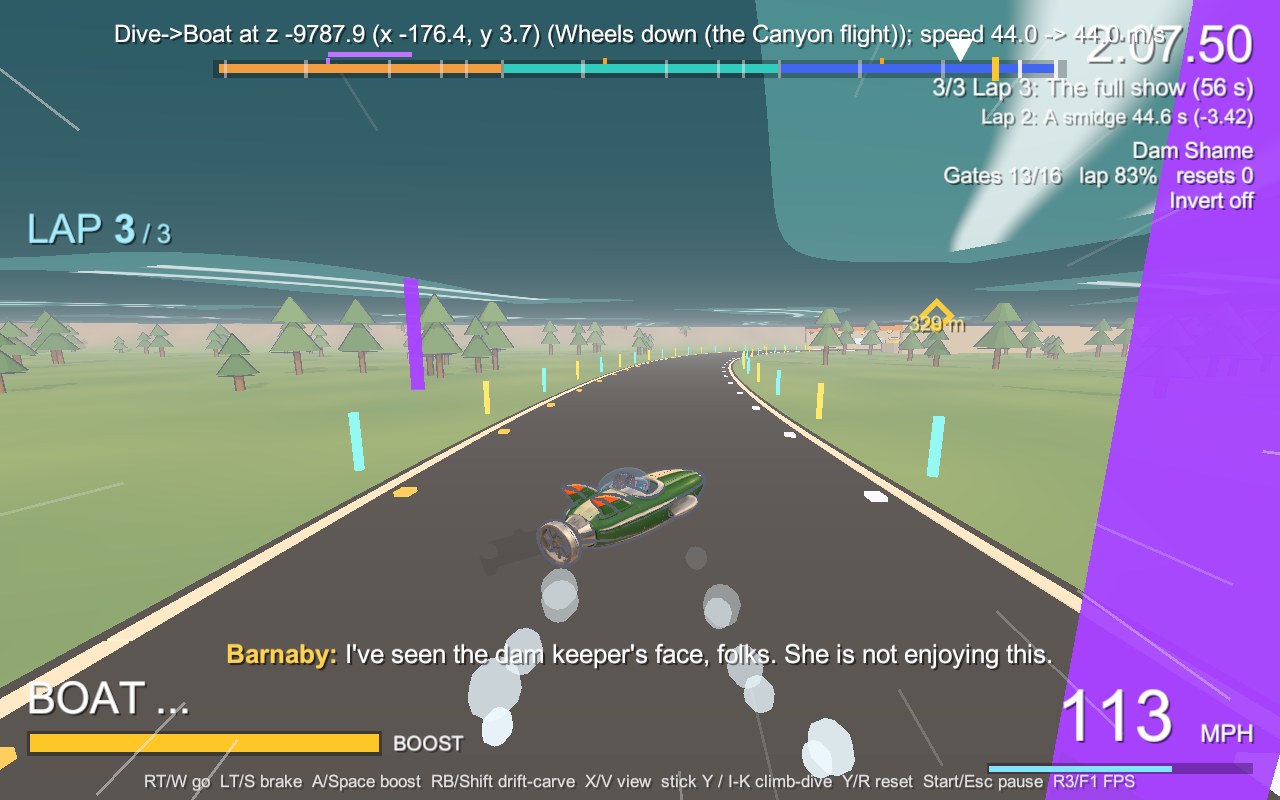 Dive->Boat at z -9787.9 (x -176.4, y 3.7) (Wheels down (the Canyon flight)); speed 44.0 -> 44.0 m/s
2:07.50
3/3 Lap 3: The full show (56 s)
Lap 2: A smidge 44.6 s (-3.42)
Dam Shame
Gates 13/16 lap 83% resets 0
Invert off
LAP 3 / 3
329 m
Barnaby: I've seen the dam keeper's face, folks. She is not enjoying this.
BOAT ...
BOOST
113 MPH
RT/W go LT/S brake A/Space boost RB/Shift drift-carve X/V view stick Y / I-K climb-dive Y/R reset Start/Esc pause R3/F1 FPS